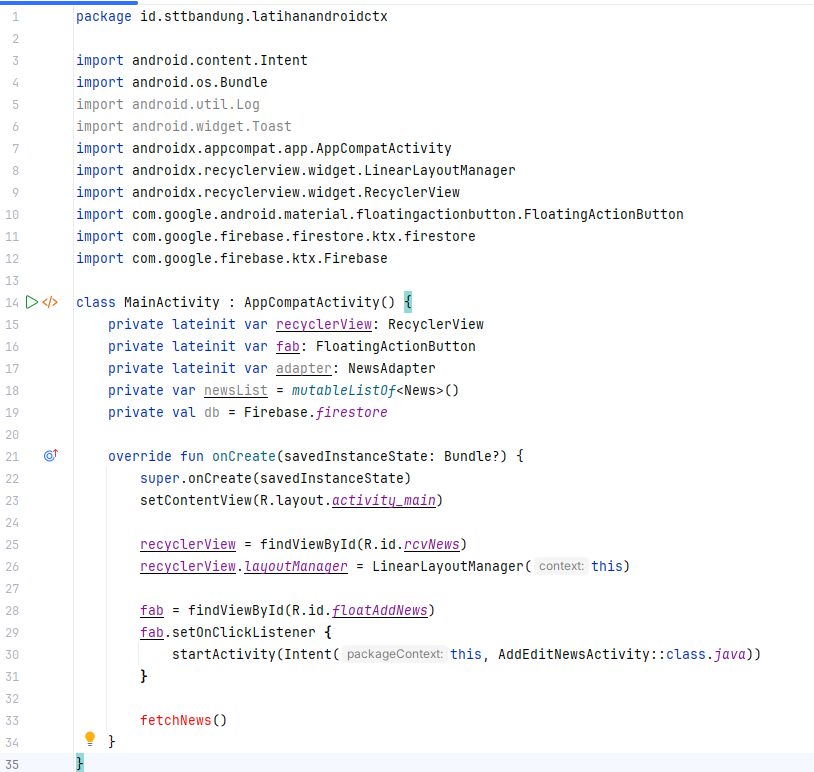 1 package id.sttbandung.latihanandroidctx
2
3 import android.content.Intent
4 import android.os.Bundle
5 import android.util.Log
6 import android.widget.Toast
7 import androidx.appcompat.app.AppCompatActivity
8 import androidx.recyclerview.widget.LinearLayoutManager
9 import androidx.recyclerview.widget.RecyclerView
10 import com.google.android.material.floatingactionbutton.FloatingActionButton
11 import com.google.firebase.firestore.ktx.firestore
12 import com.google.firebase.ktx.Firebase
13
14 class MainActivity : AppCompatActivity() {
15     private lateinit var recyclerView: RecyclerView
16     private lateinit var fab: FloatingActionButton
17     private lateinit var adapter: NewsAdapter
18     private var newsList = mutableListOf<News>()
19     private val db = Firebase.firestore
20
21     override fun onCreate(savedInstanceState: Bundle?) {
22         super.onCreate(savedInstanceState)
23         setContentView(R.layout.activity_main)
24
25         recyclerView = findViewById(R.id.rcvNews)
26         recyclerView.layoutManager = LinearLayoutManager( context: this)
27
28         fab = findViewById(R.id.floatAddNews)
29         fab.setOnClickListener {
30             startActivity(Intent( packageContext: this, AddEditNewsActivity::class.java))
31         }
32
33         fetchNews()
34     }
35 }